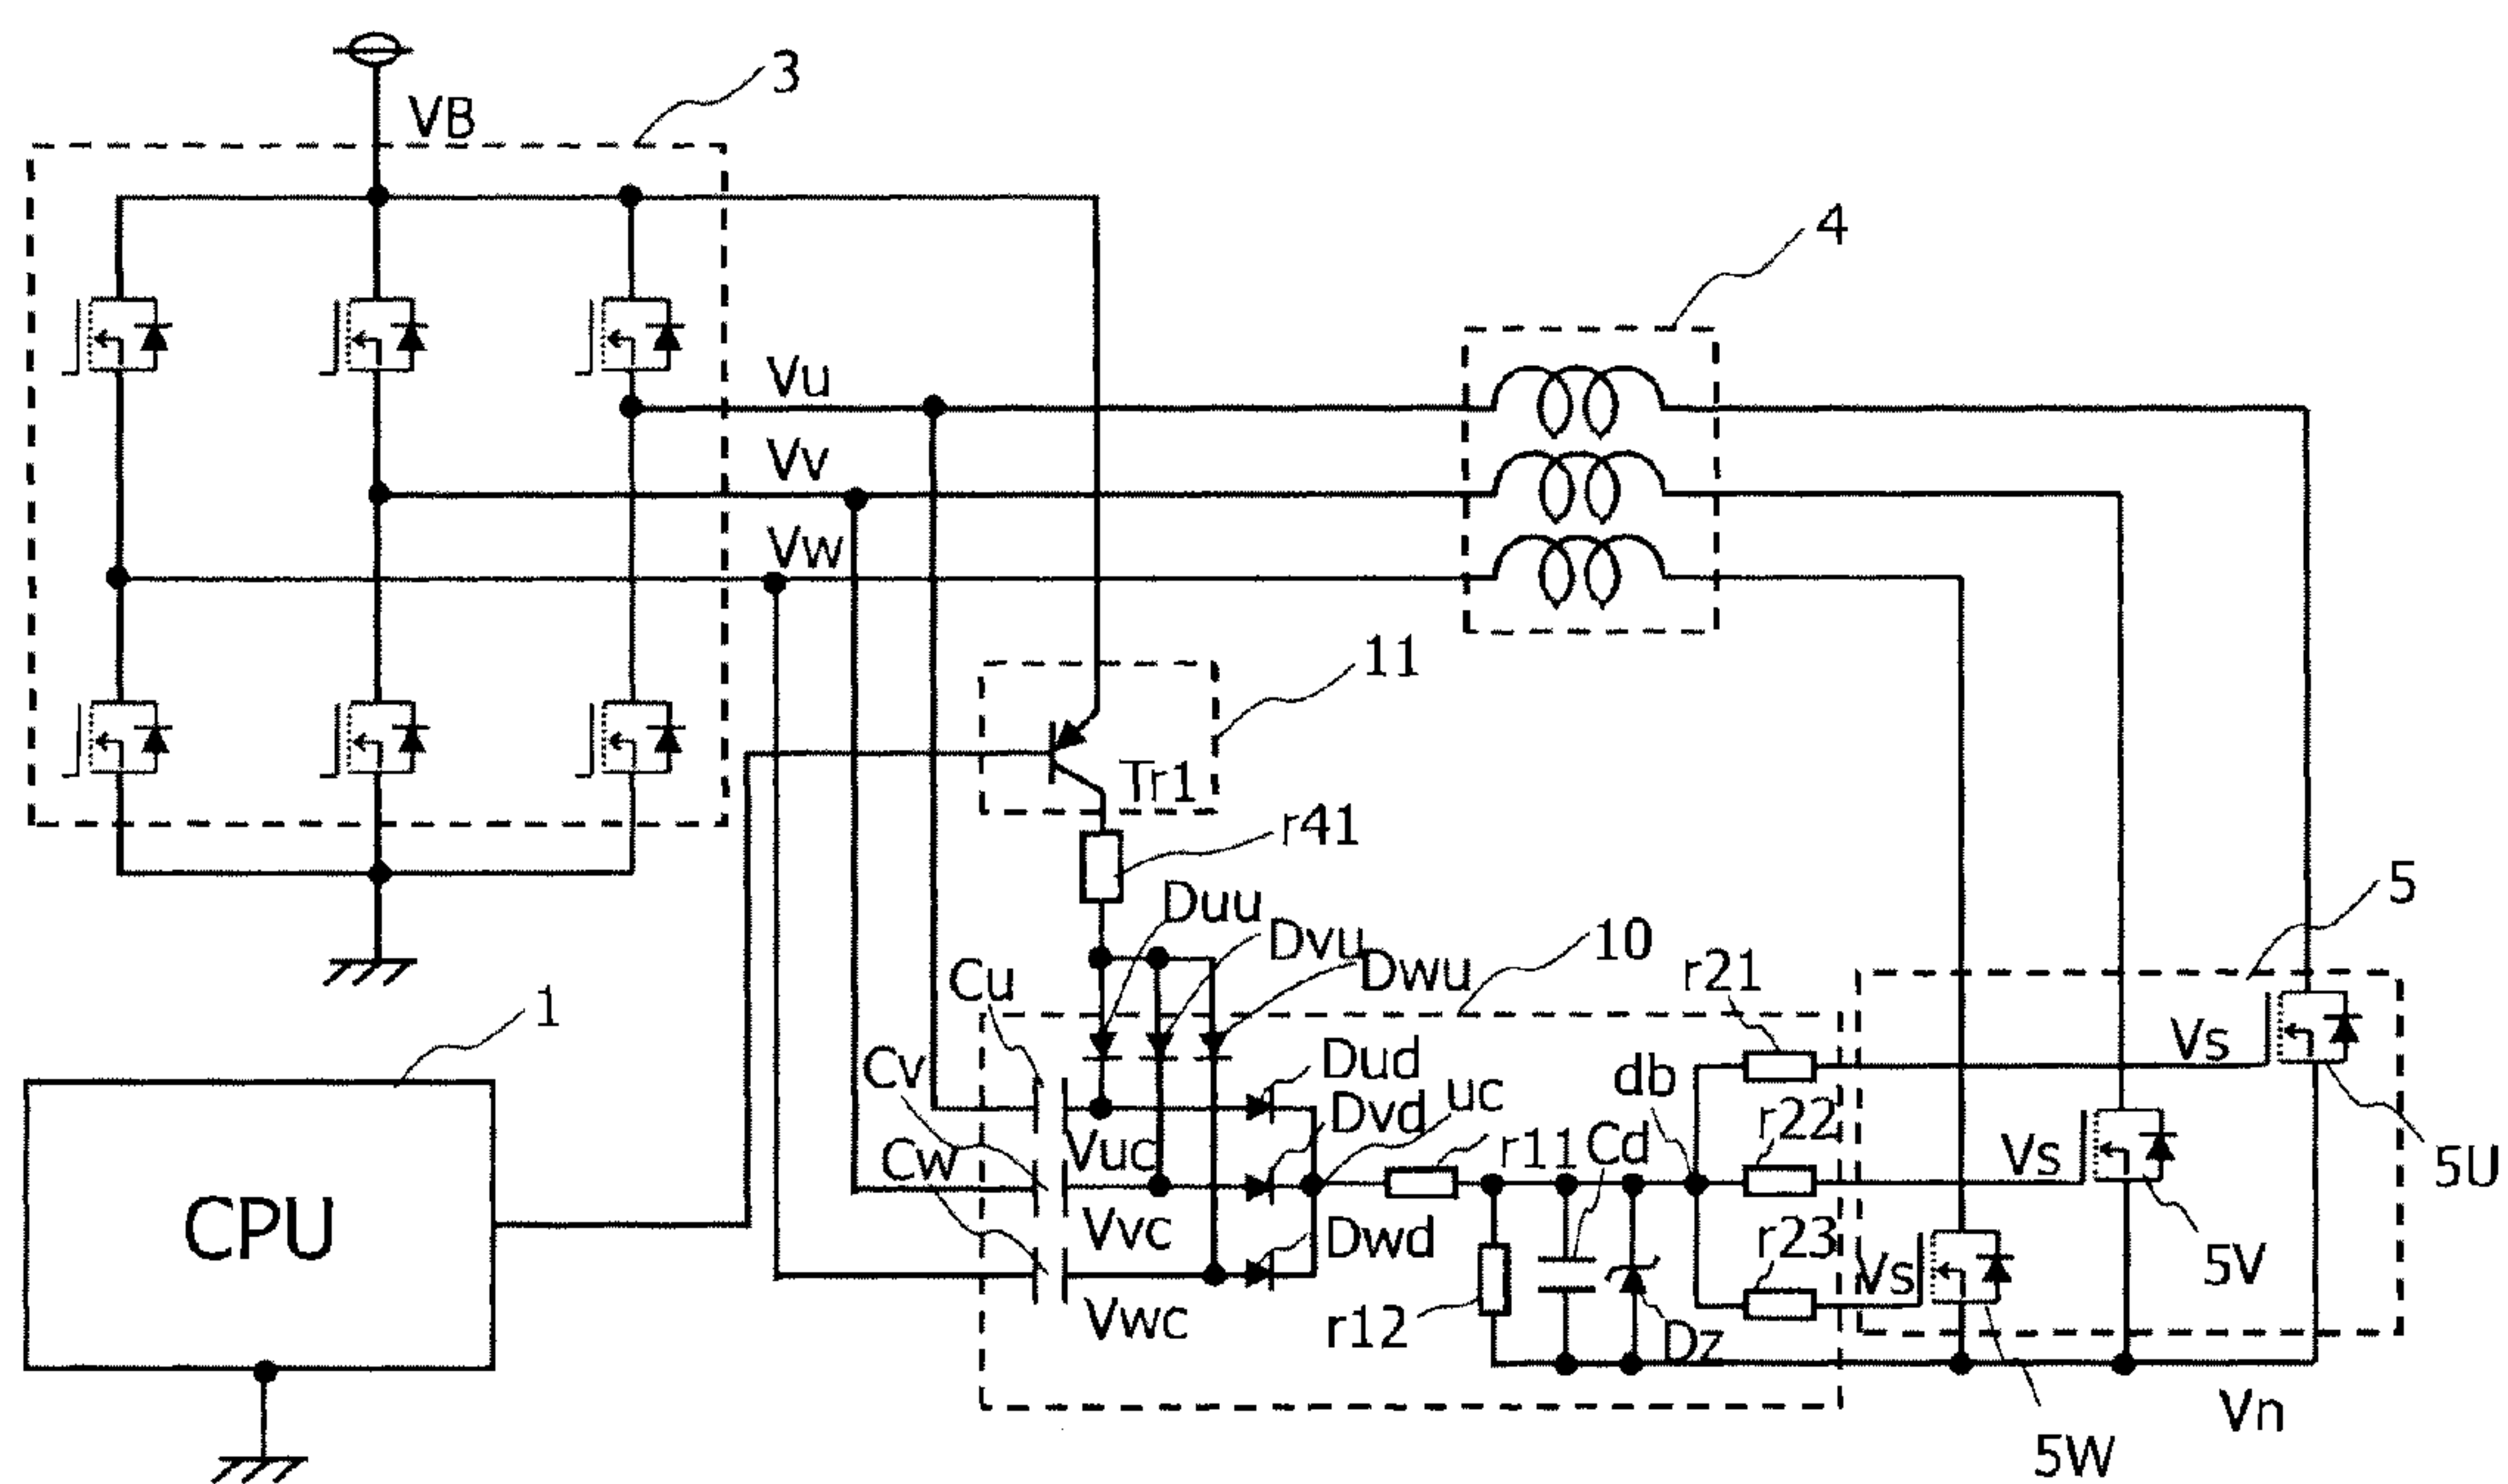 3
VB
4
Vu
Vv
Vw
11
Tr1
r41
5
Duu
Dvu
10
Dwu
r21
Cu
1
Vs
Cv
Dud
db
uc
Dvd
r22
Cd
r11
Vuc
Cw
Vs
5U
CPU
Vvc
Dwd
r23
5V
Vs
Vwc
r12
Dz
Vn
5W